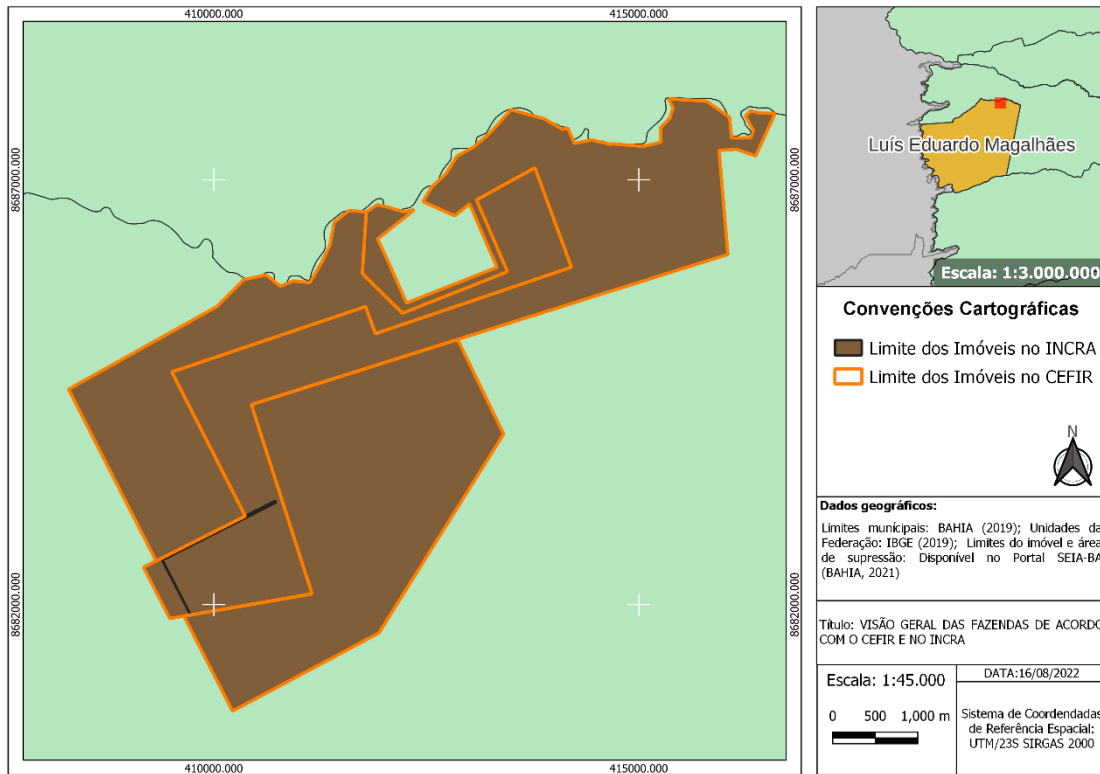 410000.000
415000.000
8687000.000
8687000.000
8682000.000
8682000.000
410000.000
415000.000
Luís Eduardo Magalhães
Escala: 1:3.000.000
Convenções Cartográficas
Limite dos Imóveis no INCRA
Limite dos Imóveis no CEFIR
N
Dados geográficos:
Limites municípais: BAHIA (2019); Unidades da
Federação: IBGE (2019); Limites do imóvel e área
de supressão: Disponível no Portal SEIA-BA
(BAHIA, 2021)
Título: VISÃO GERAL DAS FAZENDAS DE ACORDO
COM O CEFIR E NO INCRA
Escala: 1:45.000
0 500 1,000 m
DATA:16/08/2022
Sistema de Coordendadas
de Referência Espacial:
UTM/23S SIRGAS 2000